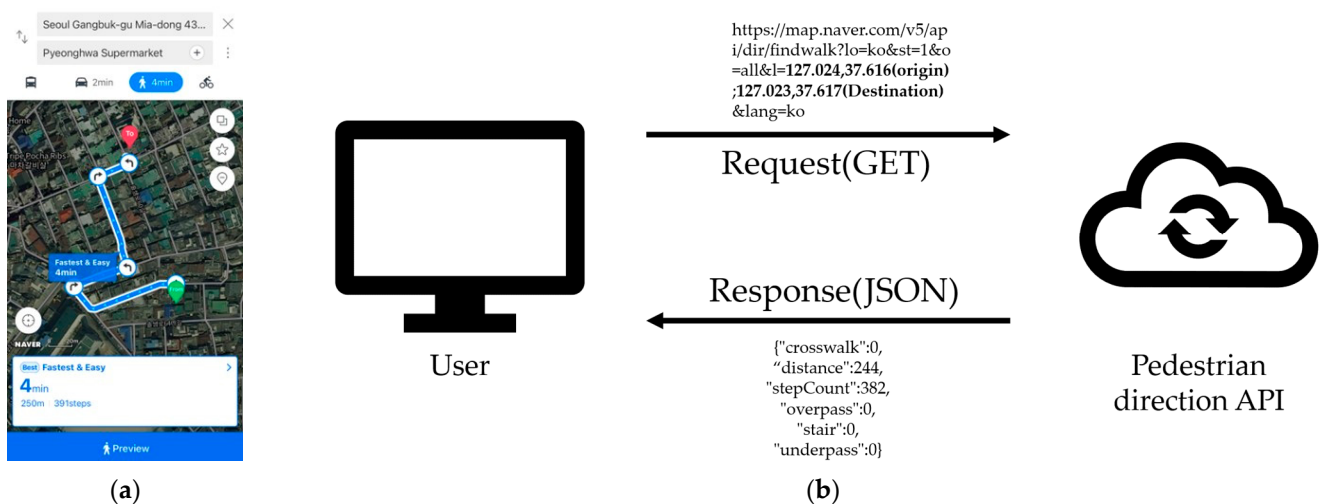 Seoul Gangbuk-gu Mia-dong 43...
Pyeonghwa Supermarket
2min
4min
Home
Tripe Pocha Ribs
To
Fastest & Easy
4min
From
NAVER
Best Fastest & Easy
4min
250m 391steps
Preview
(a)
https://map.naver.com/v5/ap
i/dir/findwalk?lo=ko&st=1&o
=all&l=127.024,37.616(origin)
;127.023,37.617(Destination)
&lang=ko
Request(GET)
Response(JSON)
{"crosswalk":0,
“distance":244,
"stepCount":382,
"overpass":0,
"stair":0,
"underpass":0}
User
Pedestrian
direction API
(b)